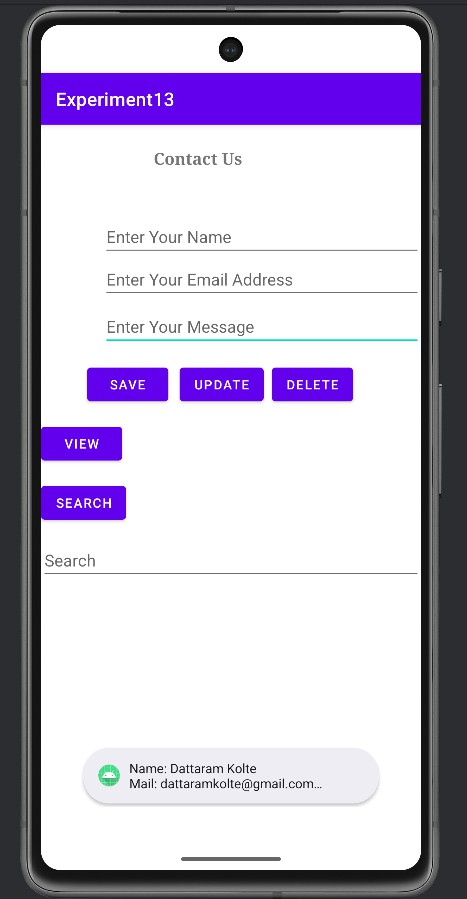 Experiment13
Contact Us
Enter Your Name
Enter Your Email Address
Enter Your Message
SAVE UPDATE DELETE
VIEW
SEARCH
Search
Name: Dattaram Kolte
Mail: dattaramkolte@gmail.com...